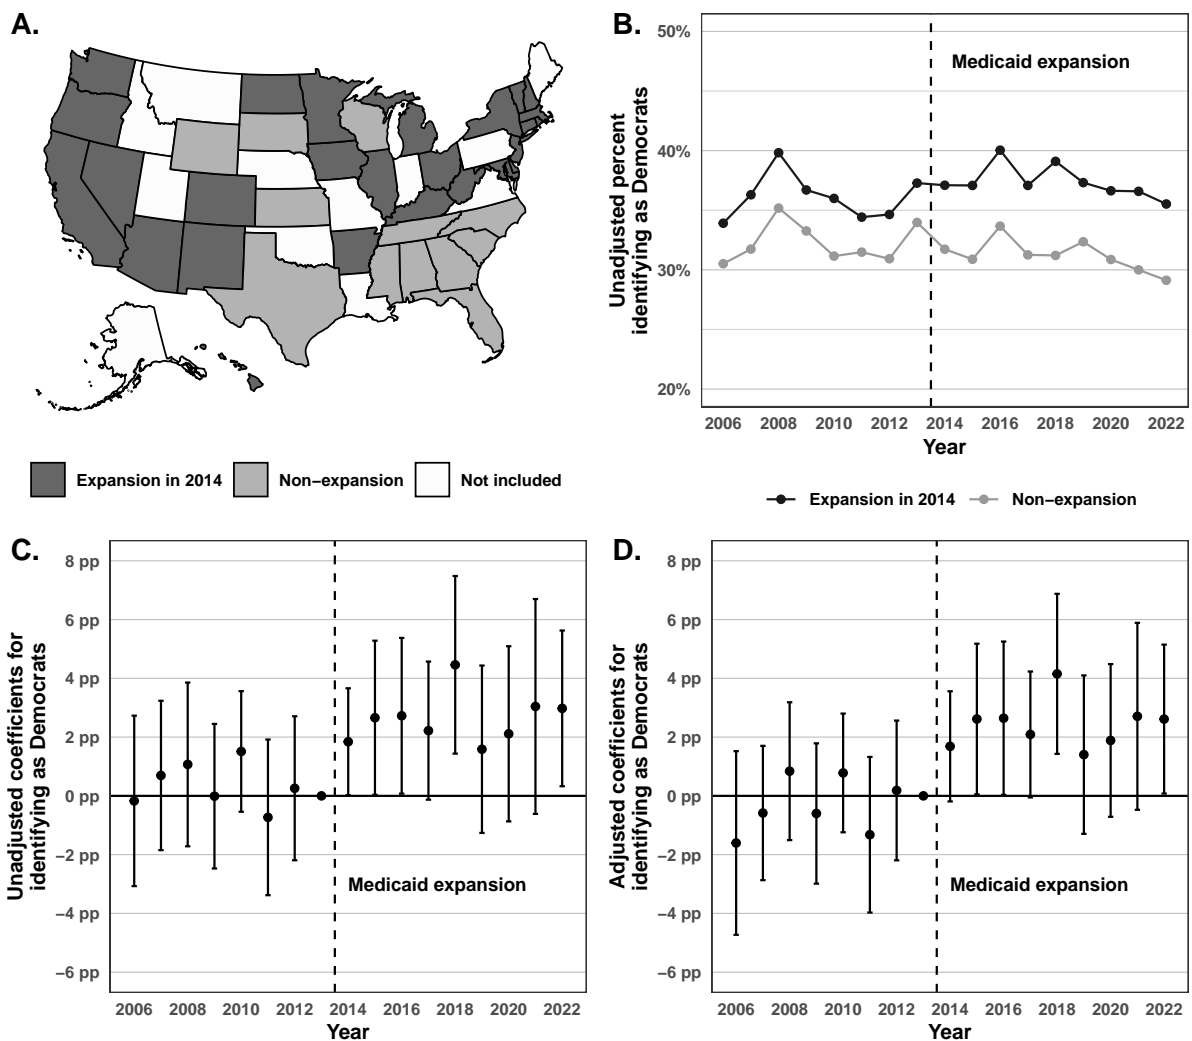 A.
Expansion in 2014
Non−expansion
Not included
B.
Unadjusted percent
identifying as Democrats
50%
40%
30%
20%
Medicaid expansion
2006 2008 2010 2012 2014 2016 2018 2020 2022
Year
Expansion in 2014
Non−expansion
C.
Unadjusted coefficients for
identifying as Democrats
8 pp
6 pp
4 pp
2 pp
0 pp
−2 pp
−4 pp
−6 pp
Medicaid expansion
2006 2008 2010 2012 2014 2016 2018 2020 2022
Year
D.
Adjusted coefficients for
identifying as Democrats
8 pp
6 pp
4 pp
2 pp
0 pp
−2 pp
−4 pp
−6 pp
Medicaid expansion
2006 2008 2010 2012 2014 2016 2018 2020 2022
Year